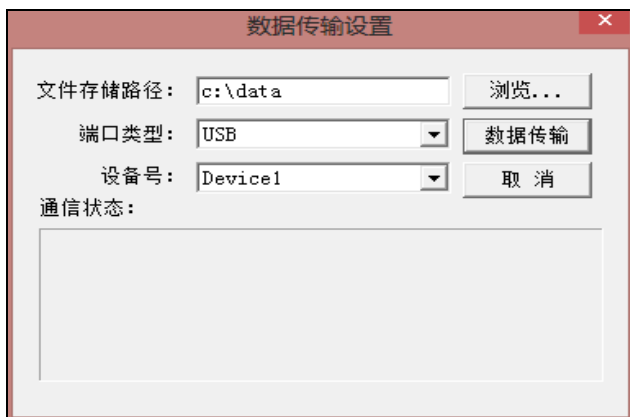 数据传输设置
文件存储路径: c:\data 浏览...
端口类型: USB 数据传输
设备号: Device1 取 消
通信状态: